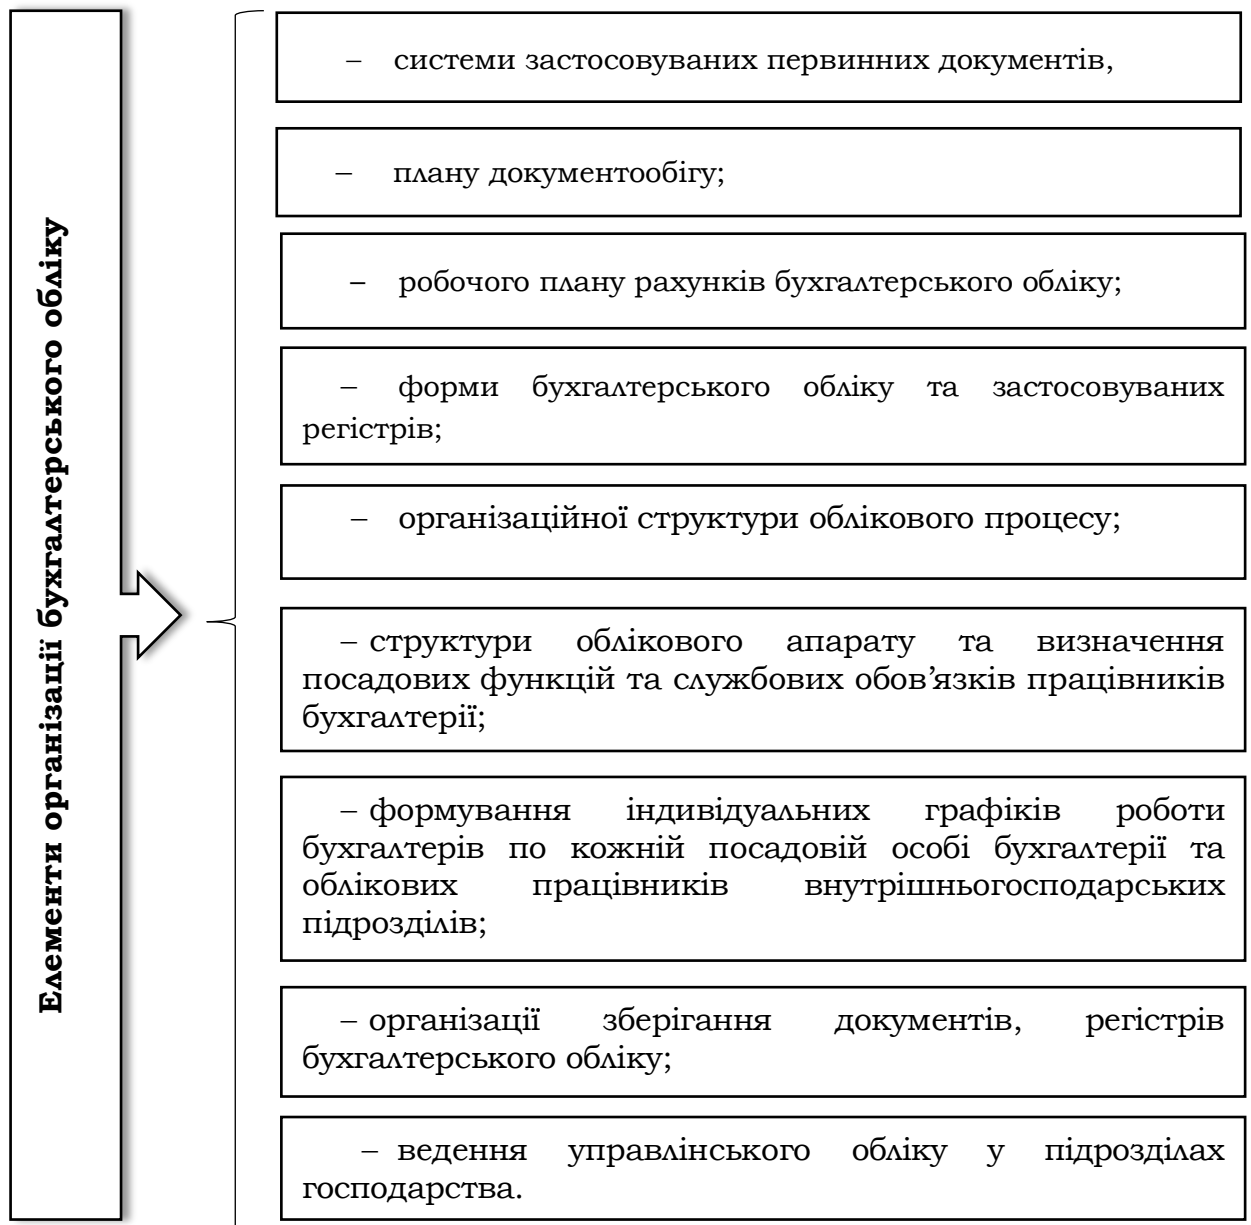 Елементи організації бухгалтерського обліку
– системи застосовуваних первинних документів,
– плану документообігу;
– робочого плану рахунків бухгалтерського обліку;
– форми бухгалтерського обліку та застосовуваних
регістрів;
– організаційної структури облікового процесу;
– структури облікового апарату та визначення
посадових функцій та службових обов’язків працівників
бухгалтерії;
– формування індивідуальних графіків роботи
бухгалтерів по кожній посадовій особі бухгалтерії та
облікових працівників внутрішньогосподарських
підрозділів;
– організації зберігання документів, регістрів
бухгалтерського обліку;
– ведення управлінського обліку у підрозділах
господарства.